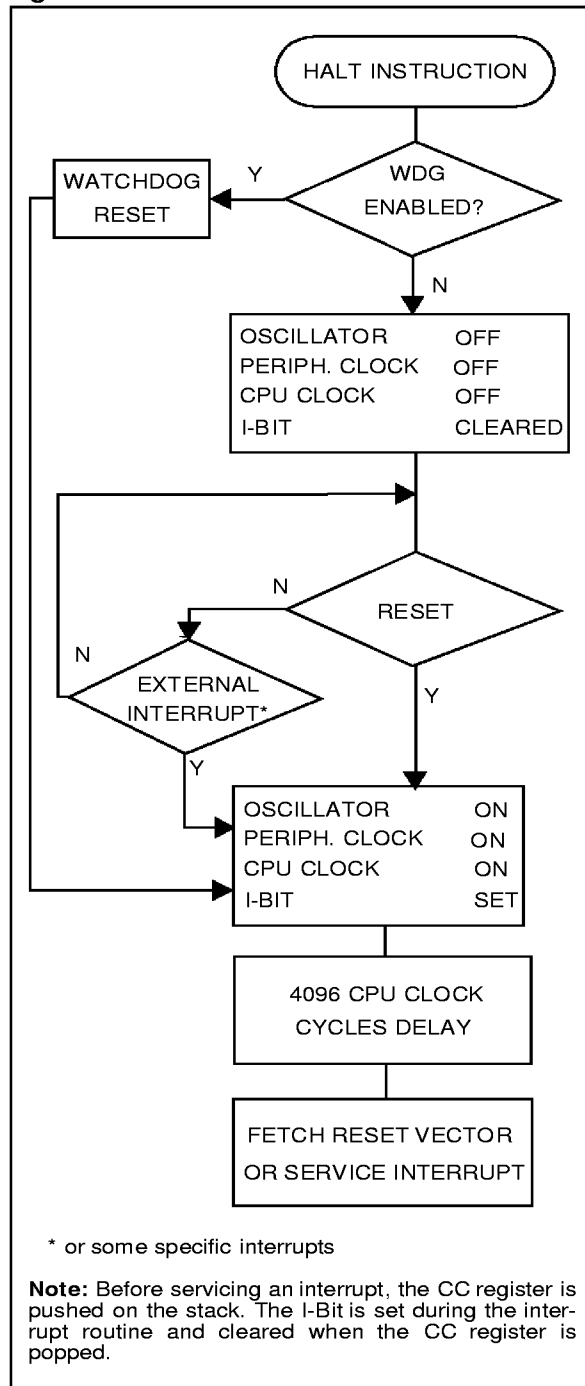 HALT INSTRUCTION
WDG
ENABLED?
Y
WATCHDOG
RESET
N
OSCILLATOR OFF
PERIPH. CLOCK OFF
CPU CLOCK OFF
I-BIT CLEARED
N
RESET
N
EXTERNAL
INTERRUPT*
Y
Y
OSCILLATOR ON
PERIPH. CLOCK ON
CPU CLOCK ON
I-BIT SET
4096 CPU CLOCK
CYCLES DELAY
FETCH RESET VECTOR
OR SERVICE INTERRUPT
* or some specific interrupts
Note: Before servicing an interrupt, the CC register is
pushed on the stack. The I-Bit is set during the inter-
rupt routine and cleared when the CC register is
popped.